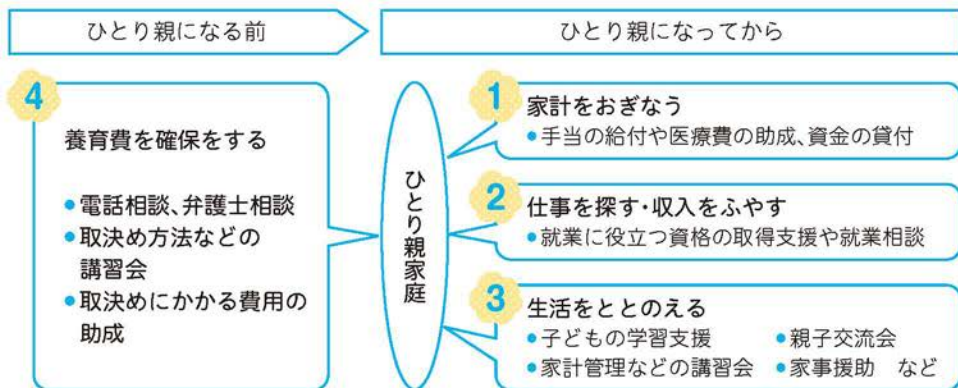 ひとり親になる前
ひとり親になってから
4
養育費を確保をする
●電話相談、弁護士相談
●取決め方法などの
講習会
●取決めにかかる費用の
助成
ひとり親家庭
1
家計をおぎなう
●手当の給付や医療費の助成、資金の貸付
2
仕事を探す・収入をふやす
●就業に役立つ資格の取得支援や就業相談
3
生活をととのえる
●子どもの学習支援 ●親子交流会
●家計管理などの講習会 ●家事援助 など